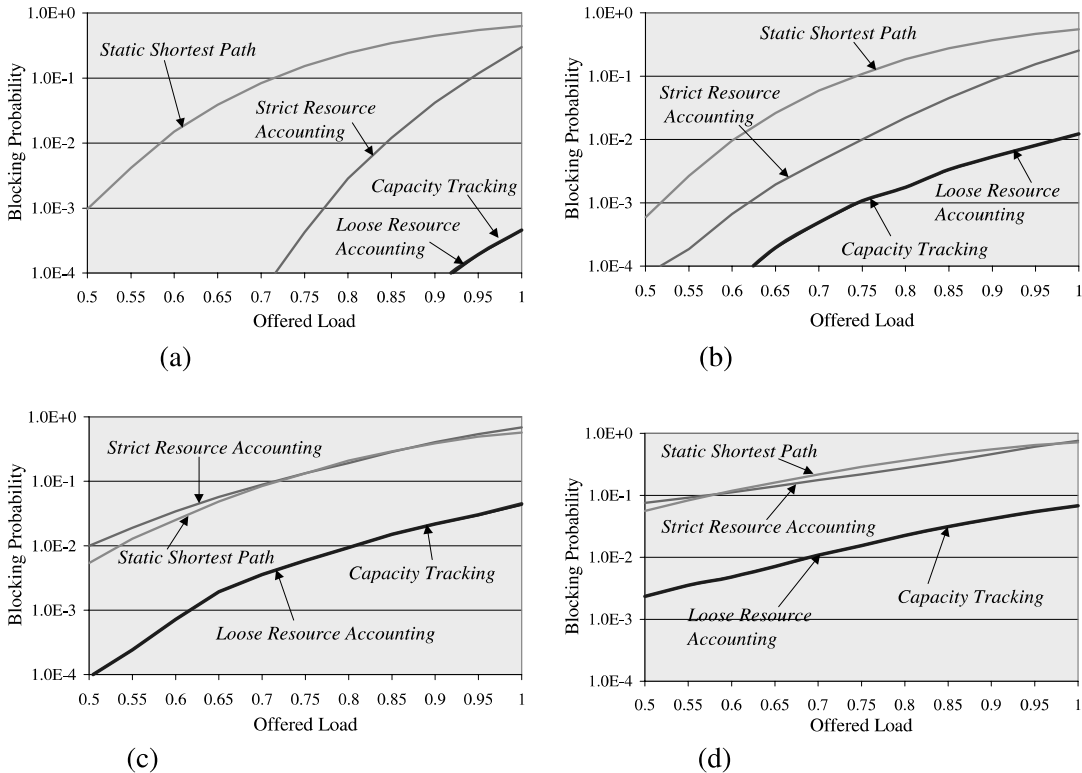 1.0E+0
1.0E-1
1.0E-2
1.0E-3
1.0E-4
Blocking Probability
Static Shortest Path
Strict Resource
Accounting
Capacity Tracking
Loose Resource
Accounting
0.5 0.55 0.6 0.65 0.7 0.75 0.8 0.85 0.9 0.95 1
Offered Load
(a)
1.0E+0
1.0E-1
1.0E-2
1.0E-3
1.0E-4
Blocking Probability
Static Shortest Path
Strict Resource
Accounting
Loose Resource
Accounting
Capacity Tracking
0.5 0.55 0.6 0.65 0.7 0.75 0.8 0.85 0.9 0.95 1
Offered Load
(b)
1.0E+0
1.0E-1
1.0E-2
1.0E-3
1.0E-4
Blocking Probability
Strict Resource Accounting
Static Shortest Path
Capacity Tracking
Loose Resource Accounting
0.5 0.55 0.6 0.65 0.7 0.75 0.8 0.85 0.9 0.95 1
Offered Load
(c)
1.0E+0
1.0E-1
1.0E-2
1.0E-3
1.0E-4
Blocking Probability
Static Shortest Path
Strict Resource Accounting
Capacity Tracking
Loose Resource
Accounting
0.5 0.55 0.6 0.65 0.7 0.75 0.8 0.85 0.9 0.95 1
Offered Load
(d)